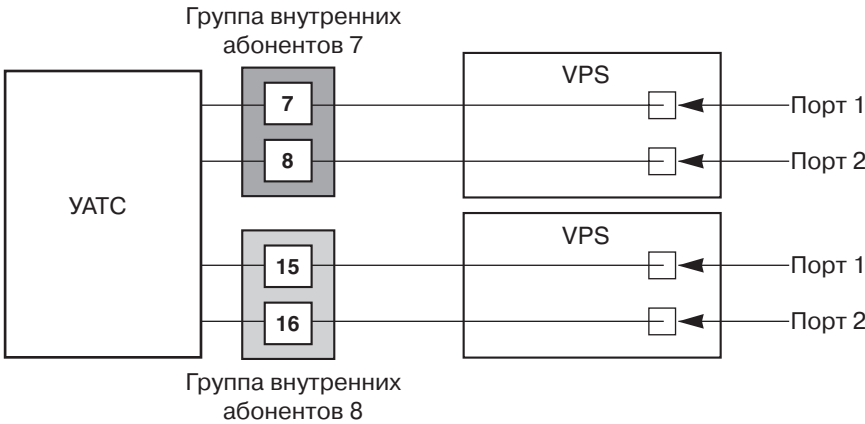 Группа внутренних
абонентов 7
VPS
7
Порт 1
8
Порт 2
УАТС
VPS
15
Порт 1
16
Порт 2
Группа внутренних
абонентов 8